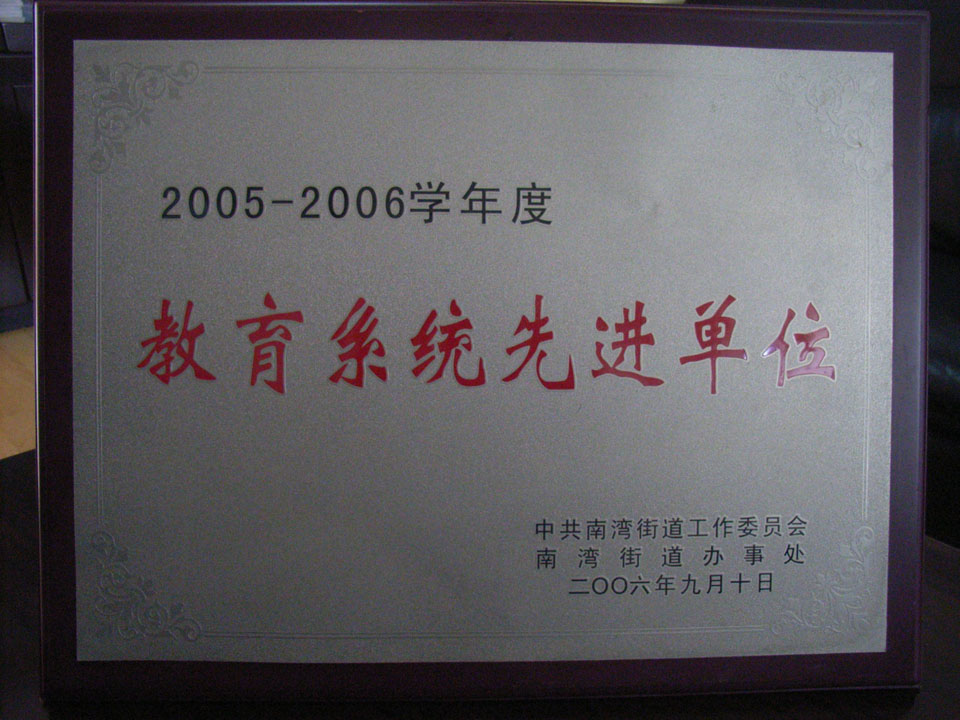 2005-2006学年度
教育系统先进单位
中共南湾街道工作委员会
南湾街道办事处
二〇〇六年九月十日